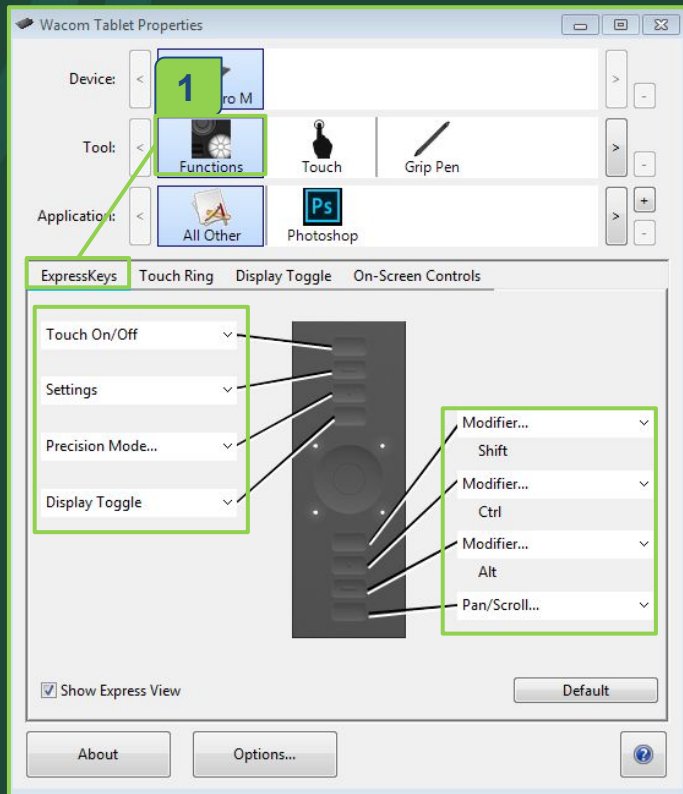 Wacom Tablet Properties
Device:
1
ro M
Tool:
Functions
Touch
Grip Pen
Application:
All Other
Ps
Photoshop
ExpressKeys Touch Ring Display Toggle On-Screen Controls
Touch On/Off
Settings
Precision Mode...
Display Toggle
Modifier...
Shift
Modifier...
Ctrl
Modifier...
Alt
Pan/Scroll...
Show Express View
Default
About
Options...